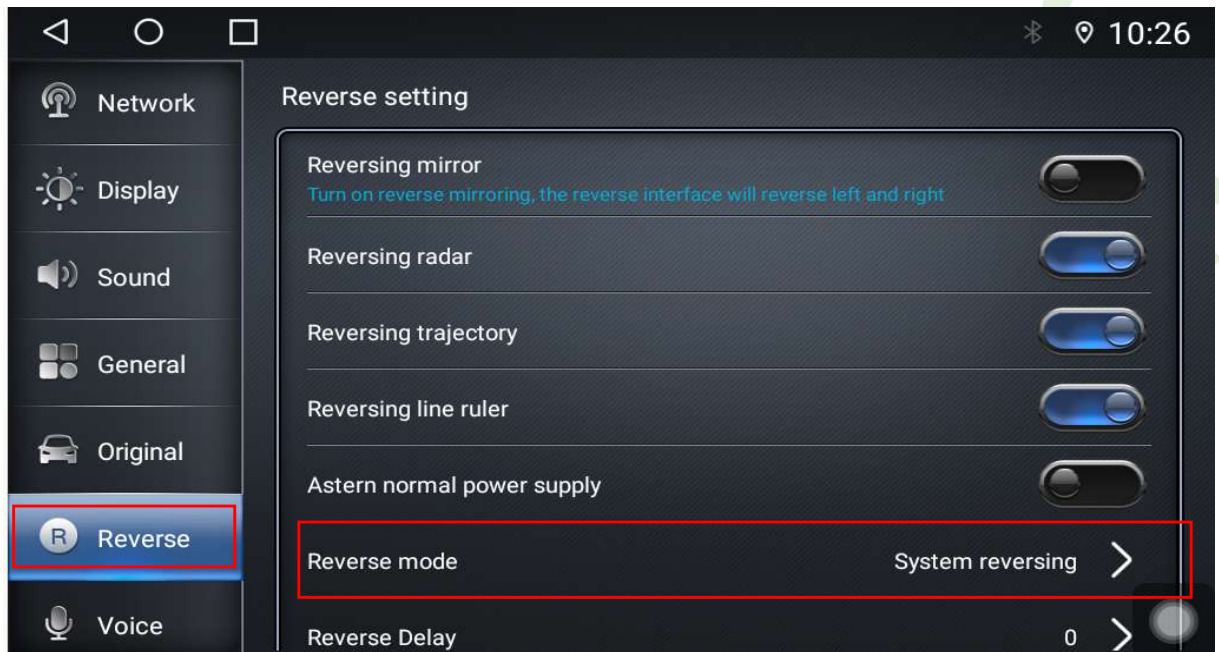 10:26
Network
Display
Sound
General
Original
R Reverse
Voice
Reverse setting
Reversing mirror
Turn on reverse mirroring, the reverse interface will reverse left and right
Reversing radar
Reversing trajectory
Reversing line ruler
Astern normal power supply
Reverse mode System reversing
Reverse Delay 0